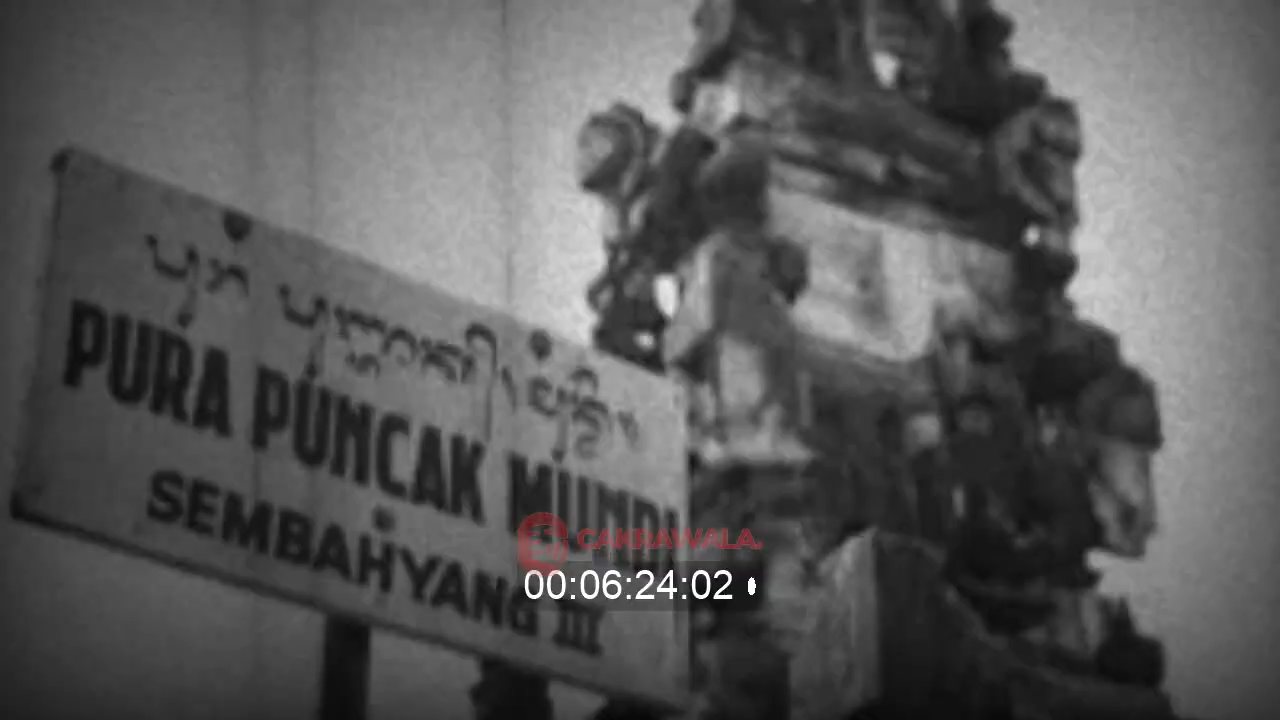 PURA PUNCAK MUNDI
SEMBAHYANG III
CAKRAWALA.
00:06:24:02